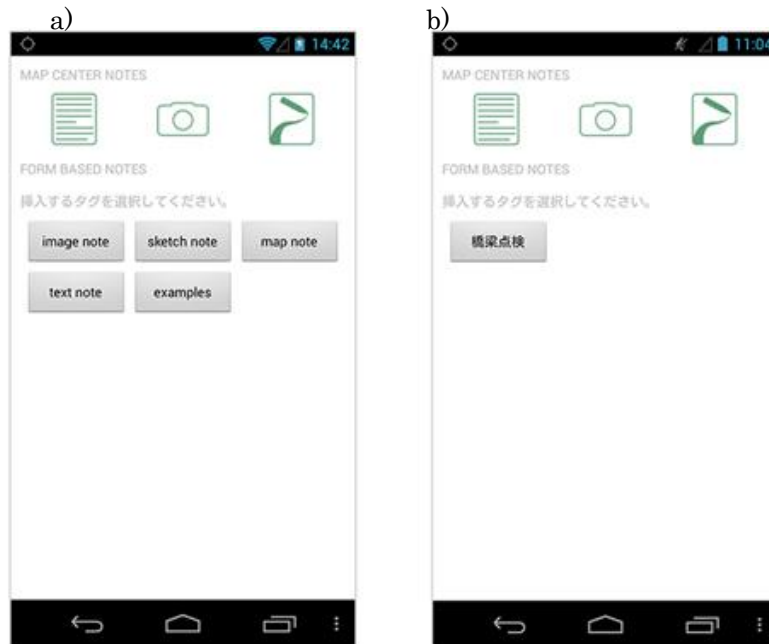 a)
14:42
MAP CENTER NOTES
FORM BASED NOTES
挿入するタグを選択してください。
image note
sketch note
map note
text note
examples
b)
11:04
MAP CENTER NOTES
FORM BASED NOTES
挿入するタグを選択してください。
橋梁点検